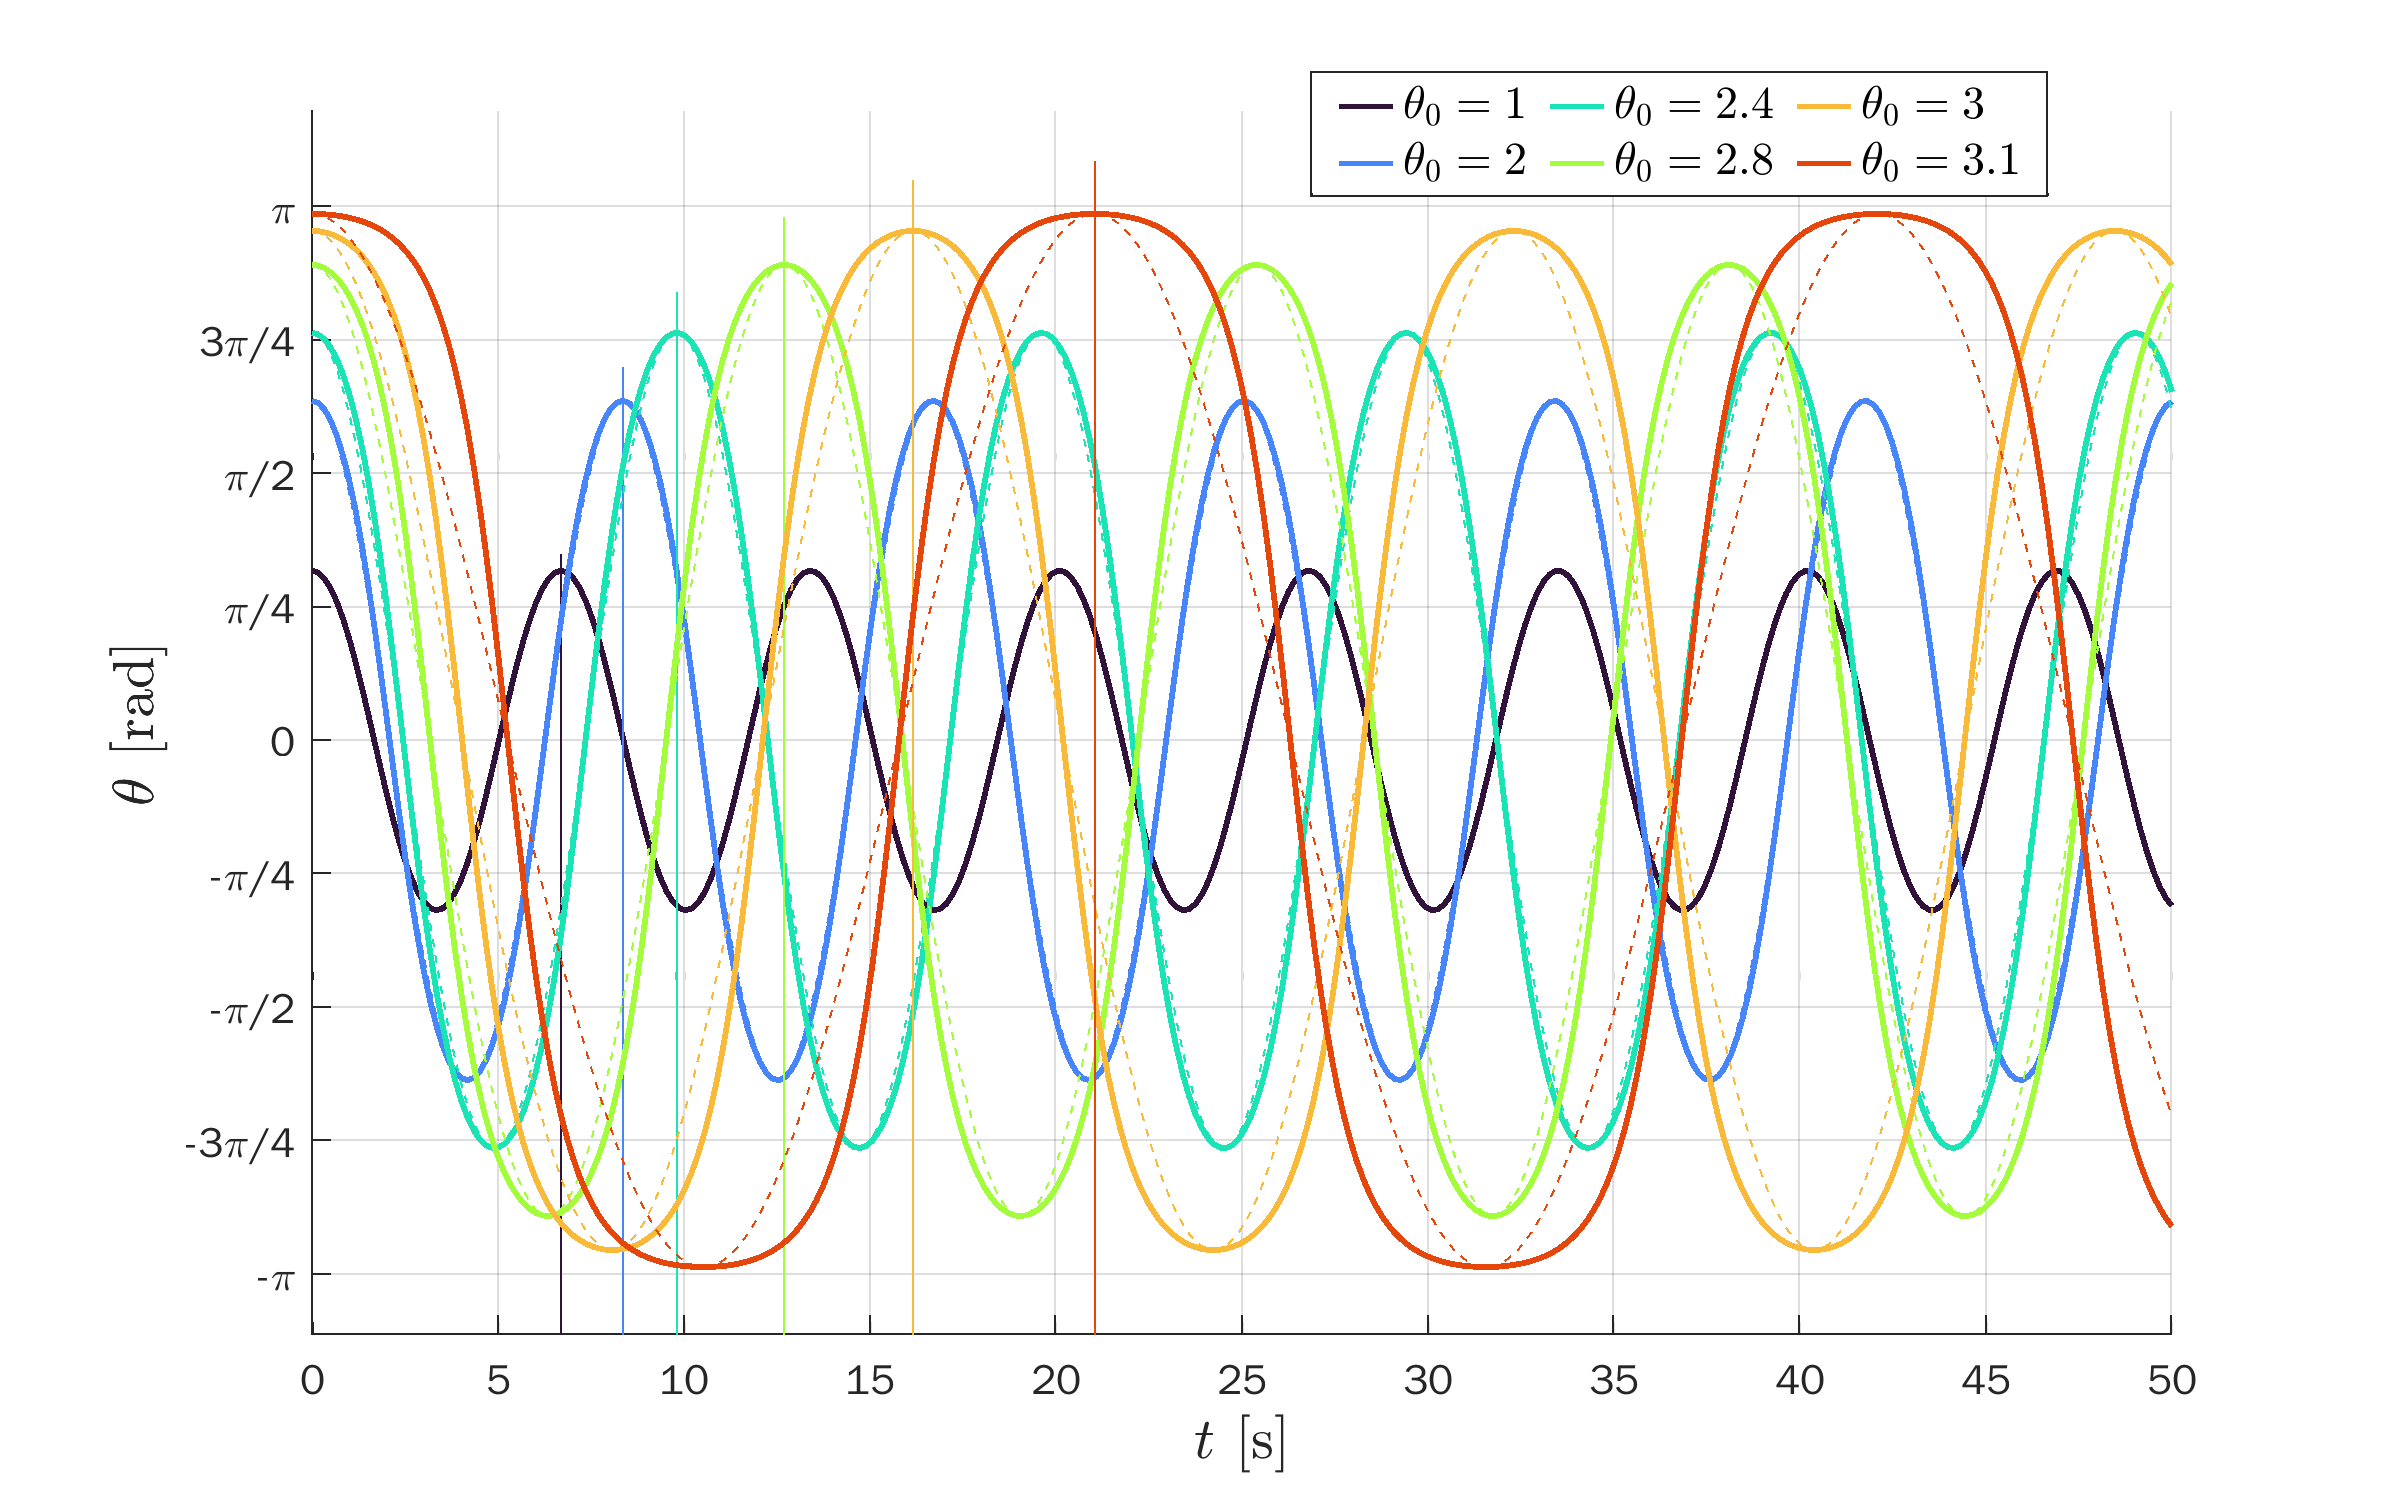 θ₀ = 1 θ₀ = 2.4 θ₀ = 3
θ₀ = 2 θ₀ = 2.8 θ₀ = 3.1
π
3π/4
π/2
π/4
0
-π/4
-π/2
-3π/4
-π
θ [rad]
0 5 10 15 20 25 30 35 40 45 50
t [s]